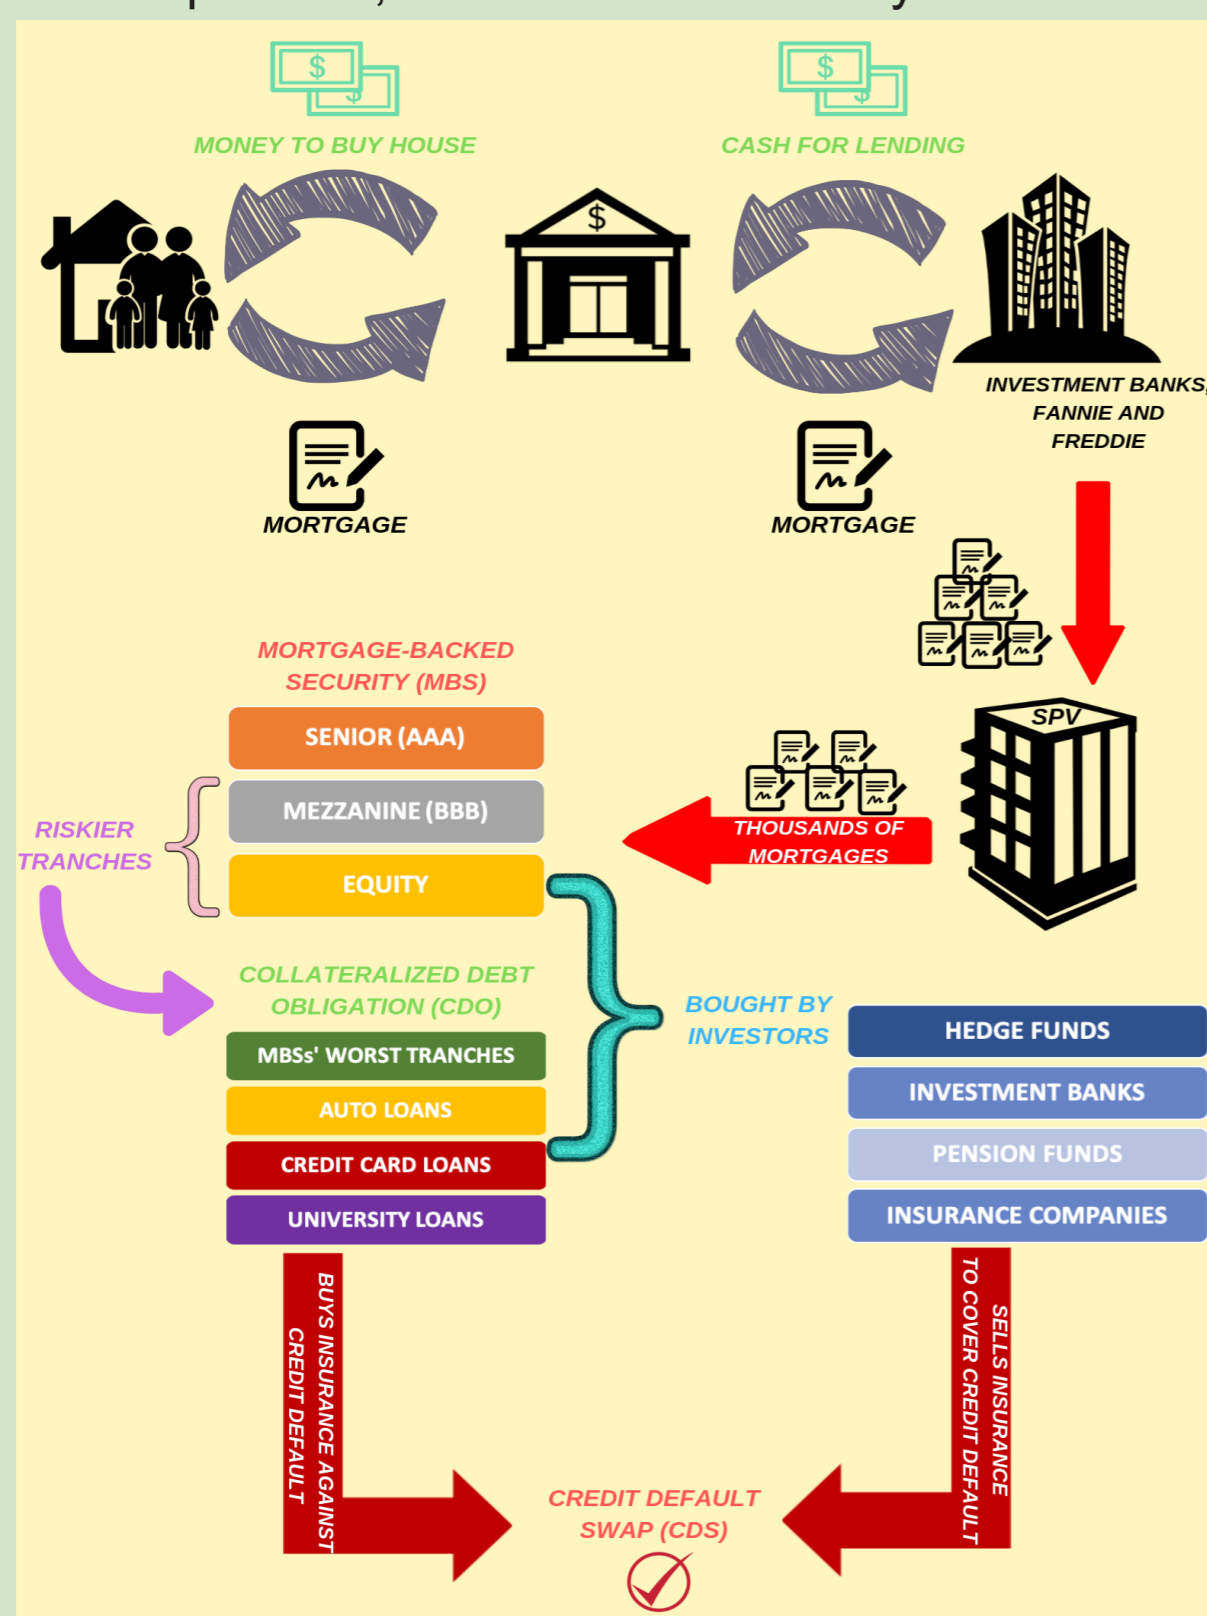 MONEY TO BUY HOUSE
CASH FOR LENDING
$
$
$
$
$
INVESTMENT BANKS,
FANNIE AND
FREDDIE
MORTGAGE
MORTGAGE
MORTGAGE-BACKED
SECURITY (MBS)
SENIOR (AAA)
MEZZANINE (BBB)
EQUITY
RISKIER
TRANCHES
SPV
THOUSANDS OF
MORTGAGES
COLLATERALIZED DEBT
OBLIGATION (CDO)
MBSs' WORST TRANCHES
AUTO LOANS
CREDIT CARD LOANS
UNIVERSITY LOANS
BOUGHT BY
INVESTORS
HEDGE FUNDS
INVESTMENT BANKS
PENSION FUNDS
INSURANCE COMPANIES
BUYS INSURANCE AGAINST
CREDIT DEFAULT
SELLS INSURANCE
TO COVER CREDIT DEFAULT
CREDIT DEFAULT
SWAP (CDS)